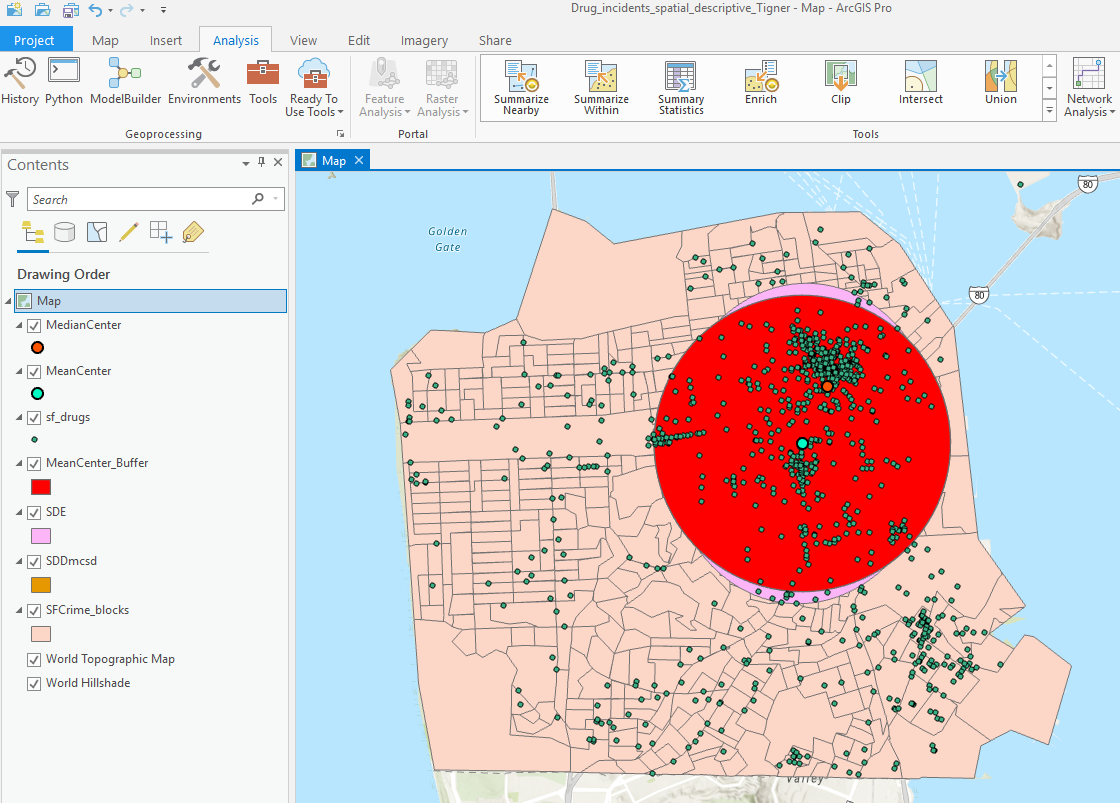 Drug_incidents_spatial_descriptive_Tigner - Map - ArcGIS Pro
Project Map Insert Analysis View Edit Imagery Share
History Python ModelBuilder Environments Tools Ready To
Use Tools
Feature
Analysis
Raster
Analysis
Summarize
Nearby
Summarize
Within
Summary
Statistics
Enrich
Clip
Intersect
Union
Network
Analysis
Geoprocessing Portal Tools
Contents
Map
Search
Drawing Order
Map
MedianCenter
MeanCenter
sf_drugs
MeanCenter_Buffer
SDE
SDDmcsd
SFCrime_blocks
World Topographic Map
World Hillshade
Golden
Gate
80
80
Valley